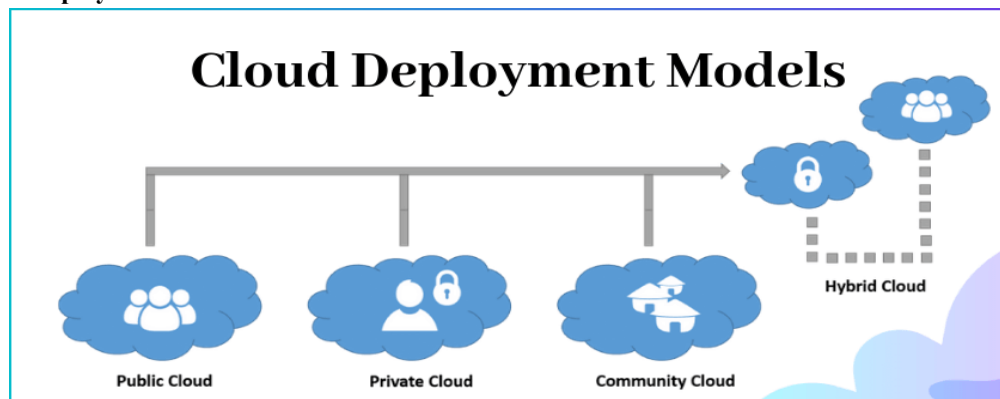 Cloud Deployment Models
Hybrid Cloud
Public Cloud
Private Cloud
Community Cloud